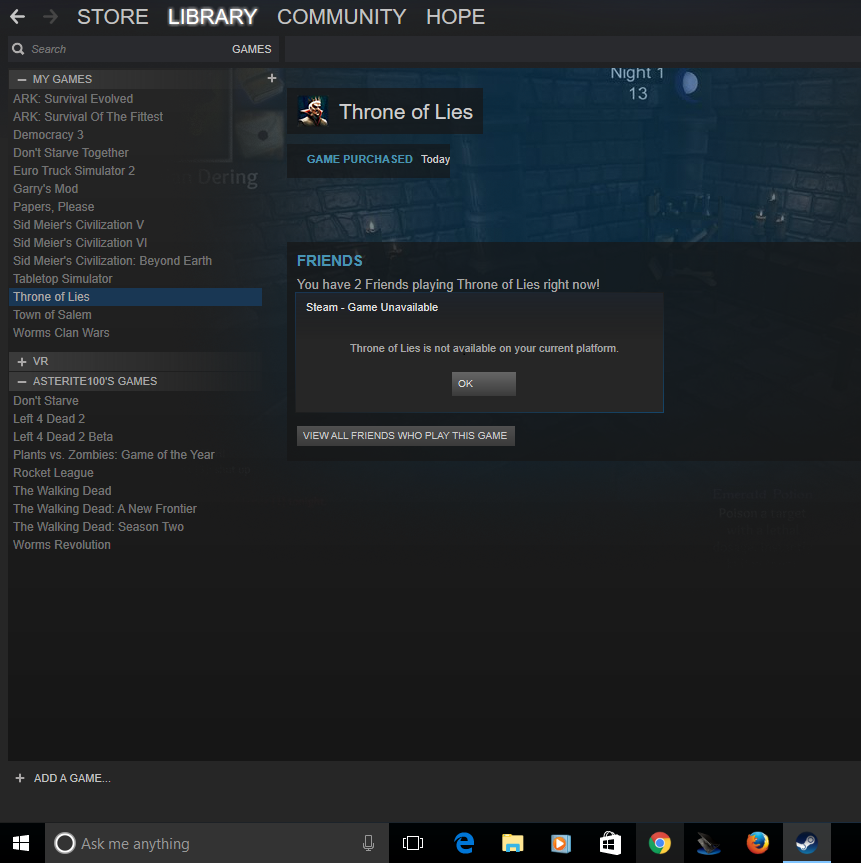 STORE LIBRARY COMMUNITY HOPE
Search GAMES
MY GAMES +
ARK: Survival Evolved
ARK: Survival Of The Fittest
Democracy 3
Don't Starve Together
Euro Truck Simulator 2
Garry's Mod
Papers, Please
Sid Meier's Civilization V
Sid Meier's Civilization VI
Sid Meier's Civilization: Beyond Earth
Tabletop Simulator
Throne of Lies
Town of Salem
Worms Clan Wars
+ VR
ASTERITE100'S GAMES
Don't Starve
Left 4 Dead 2
Left 4 Dead 2 Beta
Plants vs. Zombies: Game of the Year
Rocket League
The Walking Dead
The Walking Dead: A New Frontier
The Walking Dead: Season Two
Worms Revolution
Night 1
13
Throne of Lies
GAME PURCHASED Today
Dering
FRIENDS
You have 2 Friends playing Throne of Lies right now!
Steam - Game Unavailable
Throne of Lies is not available on your current platform.
OK
VIEW ALL FRIENDS WHO PLAY THIS GAME
+ ADD A GAME...
Ask me anything